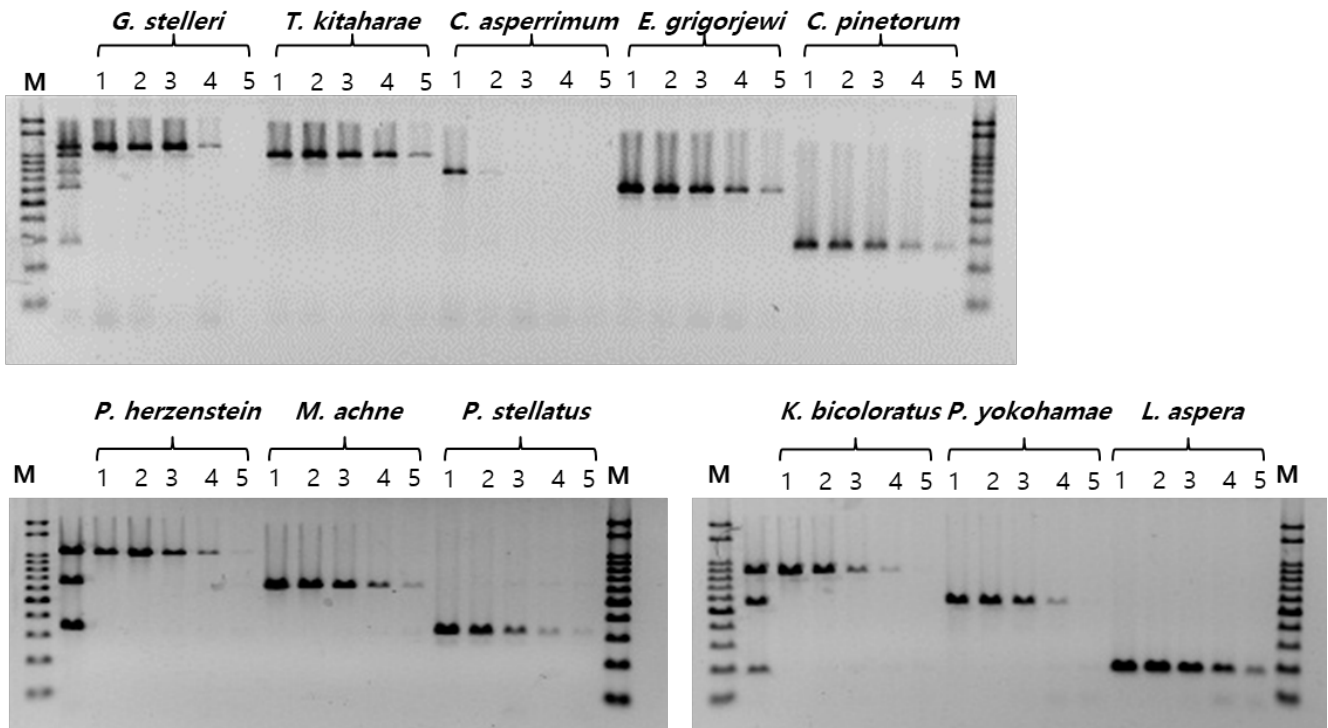 G. stelleri T. kitaharae C. asperrimum E. grigorjewi C. pinetorum
M 1 2 3 4 5 1 2 3 4 5 1 2 3 4 5 1 2 3 4 5 1 2 3 4 5 M
P. herzenstein M. achne P. stellatus
M 1 2 3 4 5 1 2 3 4 5 1 2 3 4 5 M
K. bicoloratus P. yokohamae L. aspera
M 1 2 3 4 5 1 2 3 4 5 1 2 3 4 5 M